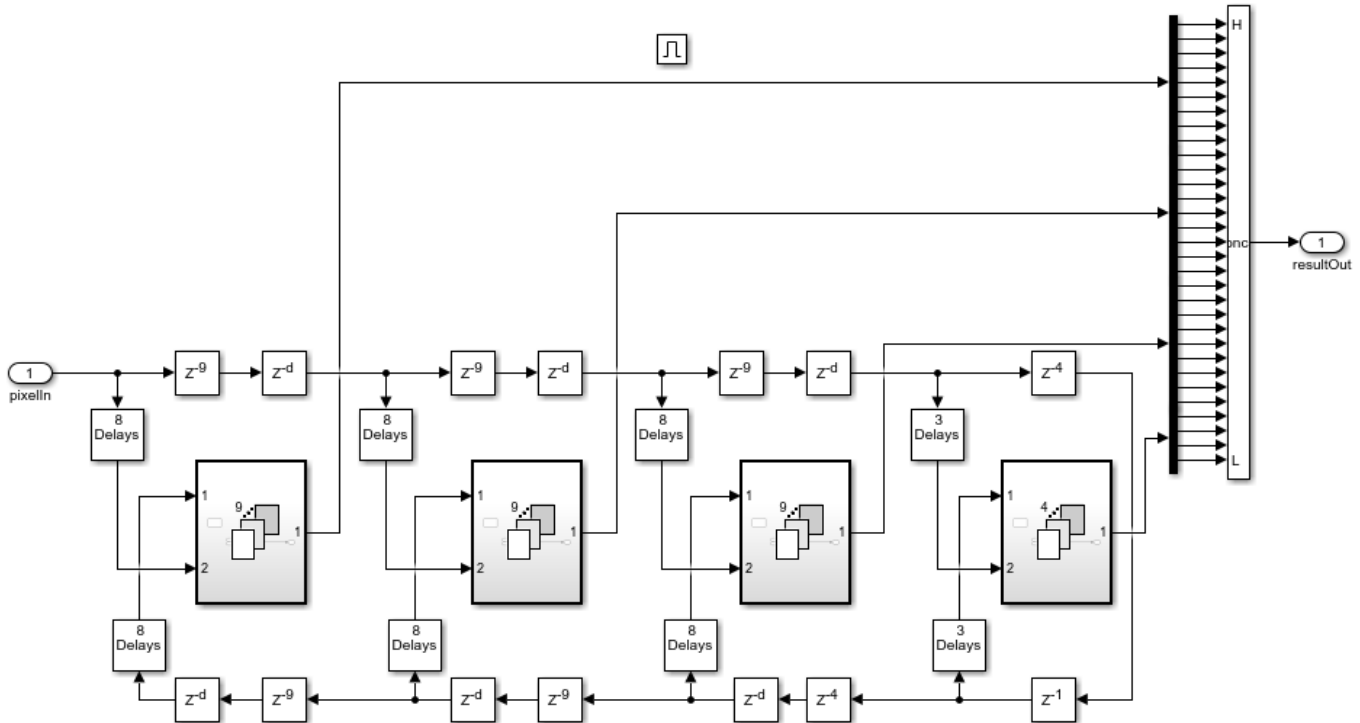 H
1
onc
resultOut
L
1
pixelIn
z-9
z-d
z-9
z-d
z-9
z-d
z-4
8
Delays
8
Delays
8
Delays
3
Delays
1
9
1
2
1
9
1
2
1
9
1
2
1
4
1
2
8
Delays
8
Delays
8
Delays
3
Delays
z-d
z-9
z-d
z-9
z-d
z-4
z-1